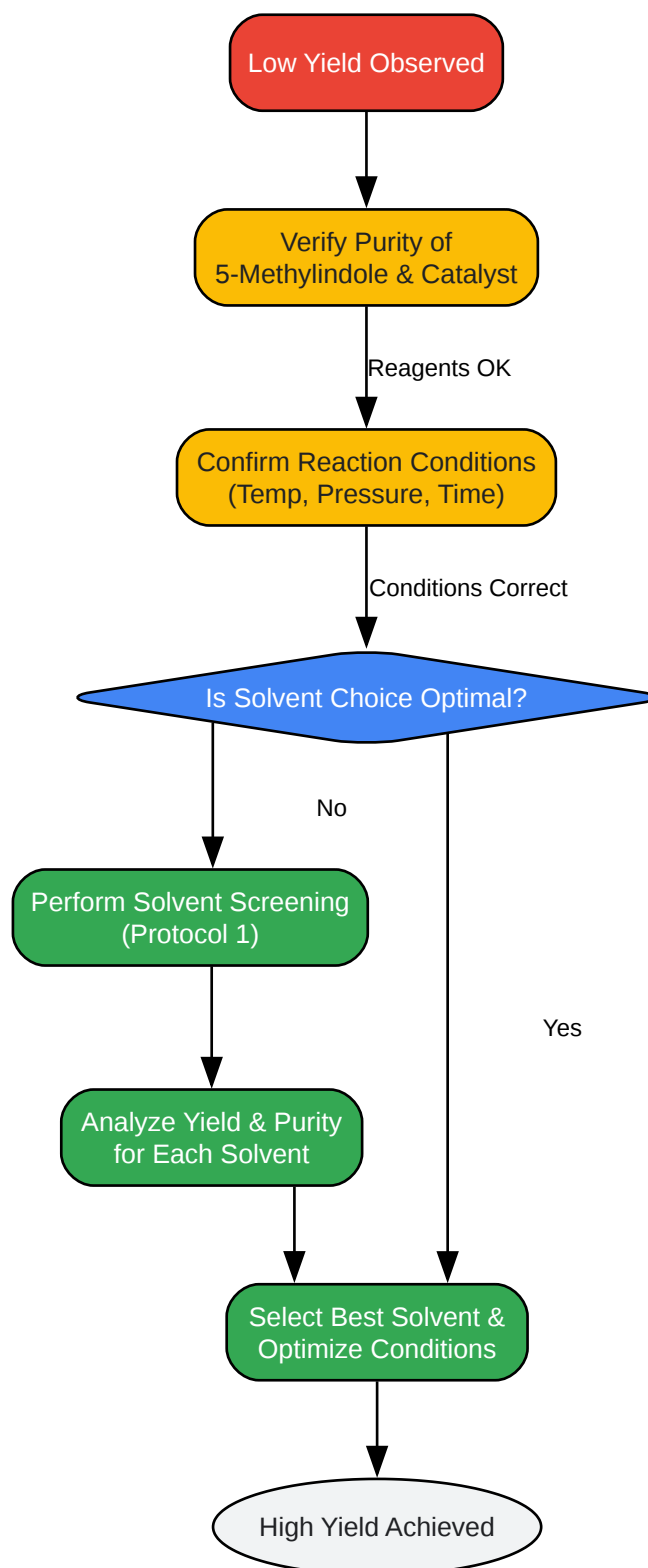 Low Yield Observed
Verify Purity of
5-Methylindole & Catalyst
Reagents OK
Confirm Reaction Conditions
(Temp, Pressure, Time)
Conditions Correct
Is Solvent Choice Optimal?
No
Perform Solvent Screening
(Protocol 1)
Yes
Analyze Yield & Purity
for Each Solvent
Select Best Solvent &
Optimize Conditions
High Yield Achieved